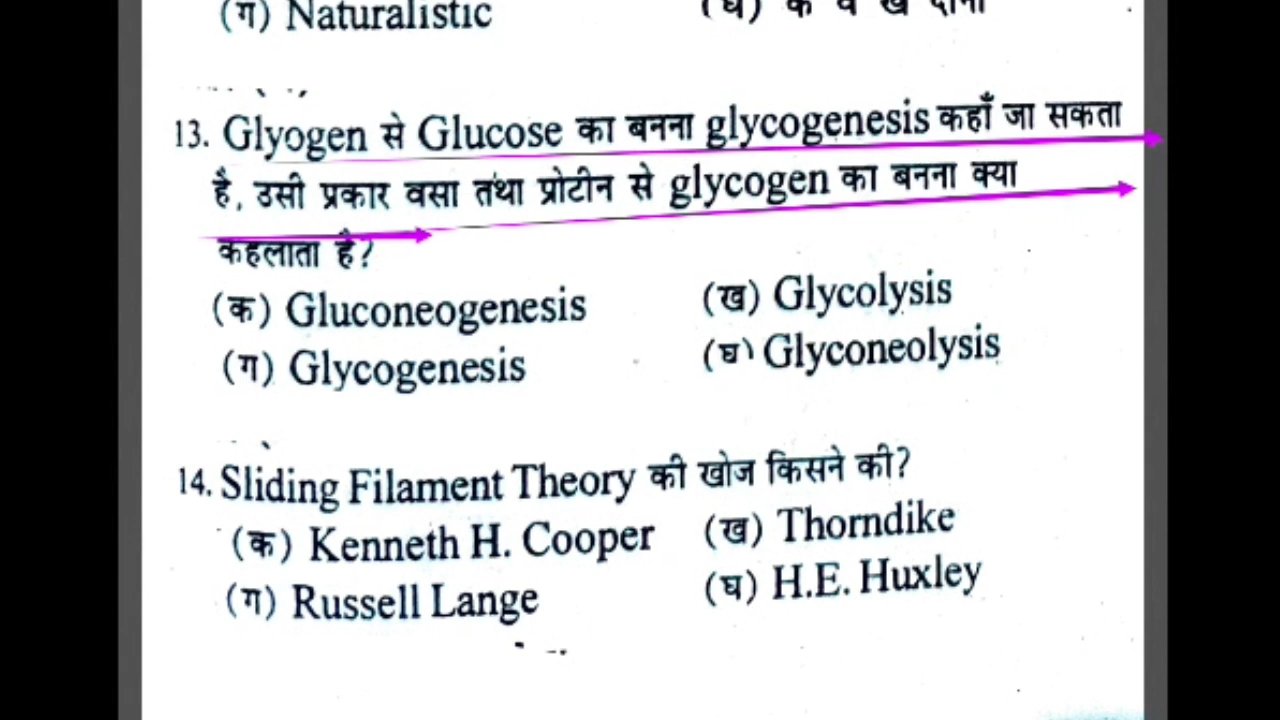 (ग) Naturalistic (घ) क व ख दोनों
13. Glyogen से Glucose का बनना glycogenesis कहाँ जा सकता
है, उसी प्रकार वसा तथा प्रोटीन से glycogen का बनना क्या
कहलाता है?
(क) Gluconeogenesis (ख) Glycolysis
(ग) Glycogenesis (घ) Glyconeolysis
14. Sliding Filament Theory की खोज किसने की?
(क) Kenneth H. Cooper (ख) Thorndike
(ग) Russell Lange (घ) H.E. Huxley